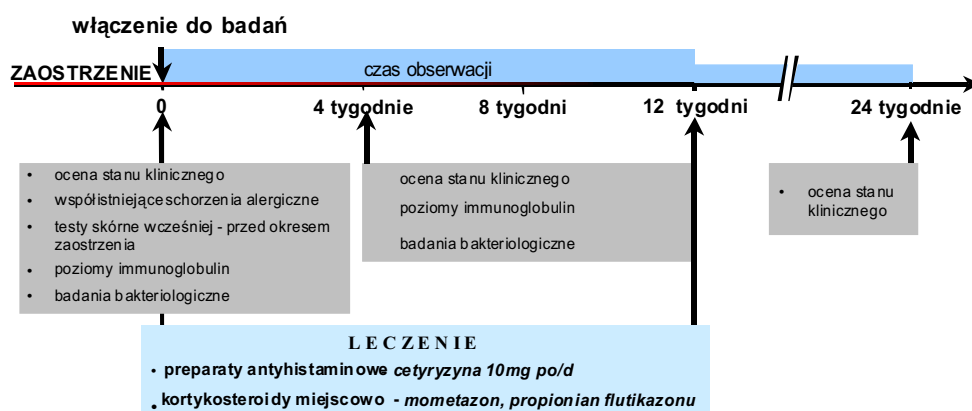 włączenie do badań
ZAOSTRZENIE
czas obserwacji
0
4 tygodnie
8 tygodni
12 tygodni
24 tygodnie
• ocena stanu klinicznego
• współistniejące schorzenia alergiczne
• testy skórne wcześniej - przed okresem
zaostrzenia
• poziomy immunoglobulin
• badania bakteriologiczne
ocena stanu klinicznego
poziomy immunoglobulin
badania bakteriologiczne
• ocena stanu
klinicznego
LECZENIE
• preparaty antyhistaminowe cetyryzyna 10mg po/d
• kortykosteroidy miejscowo - mometazon, propionian flutikazonu